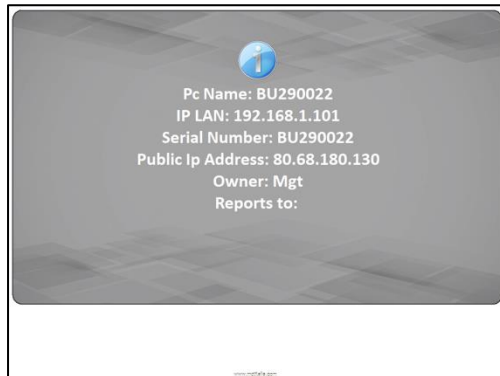 Pc Name: BU290022
IP LAN: 192.168.1.101
Serial Number: BU290022
Public Ip Address: 80.68.180.130
Owner: Mgt
Reports to: